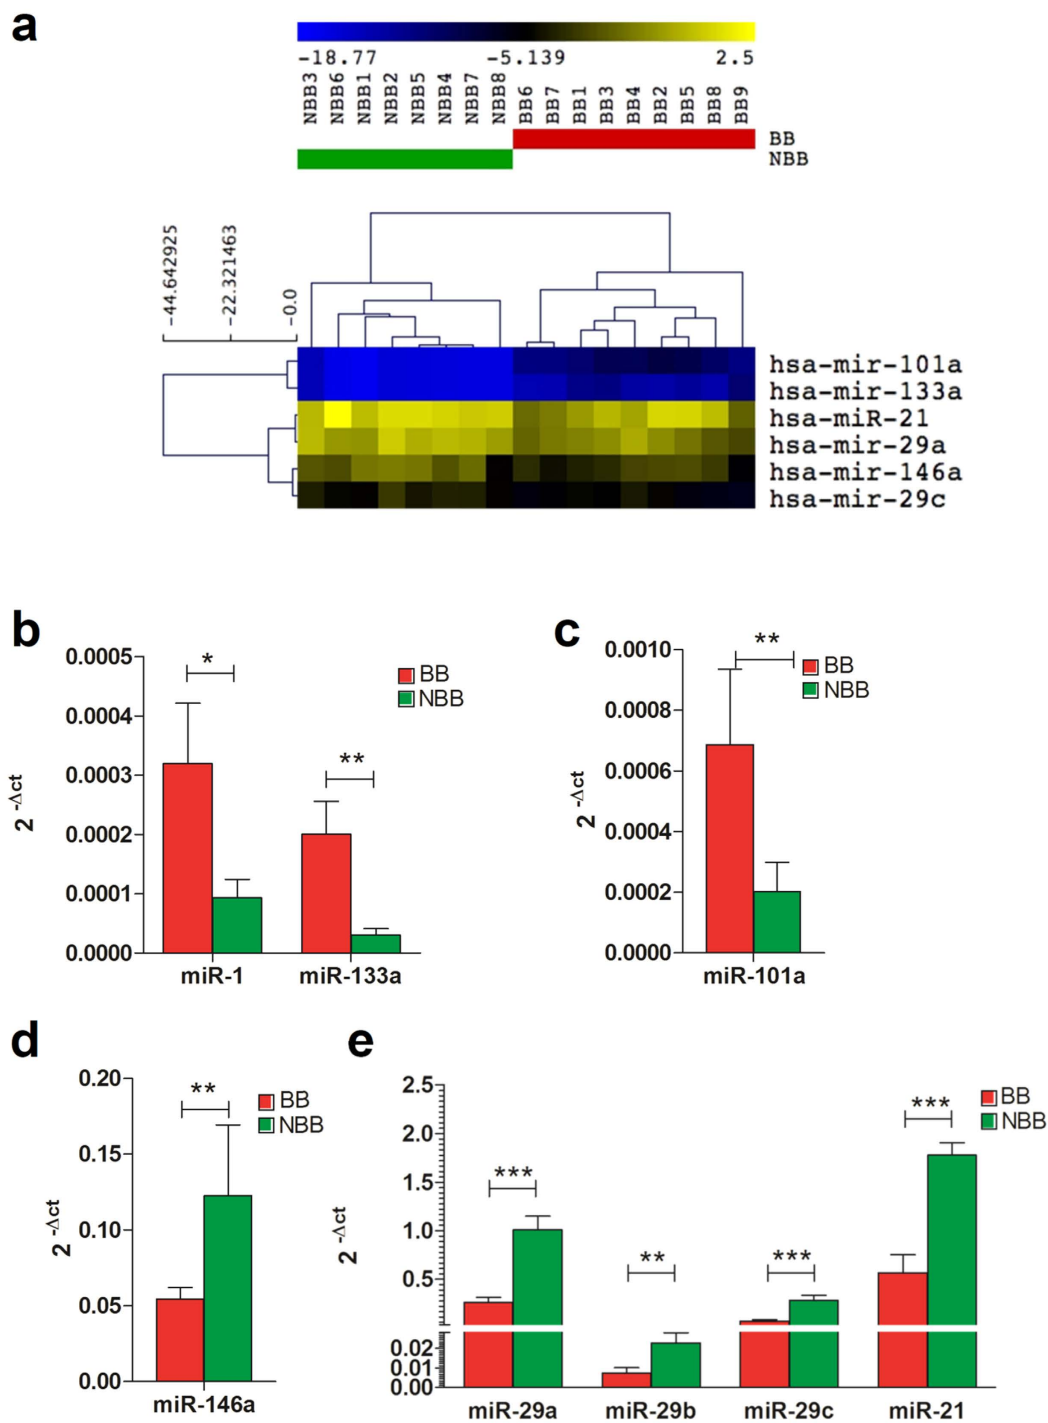 a
-18.77 -5.139 2.5
NBB3 NBB6 NBB1 NBB2 NBB5 NBB4 NBB7 NBB8 BB6 BB7 BB1 BB3 BB4 BB2 BB5 BB8 BB9
BB
NBB
-44.642925 -22.321463 -0.0
hsa-mir-101a
hsa-mir-133a
hsa-miR-21
hsa-mir-29a
hsa-mir-146a
hsa-mir-29c
b
0.0005
0.0004
0.0003
0.0002
0.0001
0.0000
2 -Δct
*
**
BB
NBB
miR-1 miR-133a
c
0.0010
0.0008
0.0006
0.0004
0.0002
0.0000
2 -Δct
**
BB
NBB
miR-101a
d
0.20
0.15
0.10
0.05
0.00
2 -Δct
**
BB
NBB
miR-146a
e
2.5
2.0
1.5
1.0
0.5
0.02
0.01
0.00
2 -Δct
***
**
***
***
BB
NBB
miR-29a miR-29b miR-29c miR-21